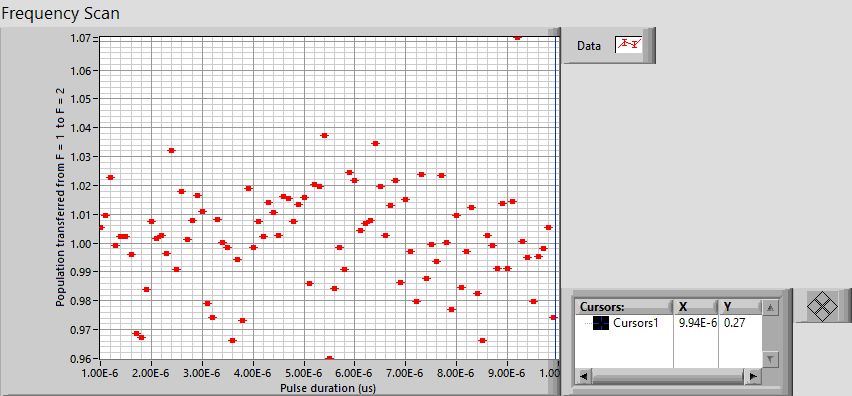 Frequency Scan
Population transferred from F = 1 to F = 2
1.07
1.06
1.05
1.04
1.03
1.02
1.01
1.00
0.99
0.98
0.97
0.96
1.00E-6 2.00E-6 3.00E-6 4.00E-6 5.00E-6 6.00E-6 7.00E-6 8.00E-6 9.00E-6 1.00
Pulse duration (us)
Data
Cursors: X Y
Cursors1 9.94E-6 0.27